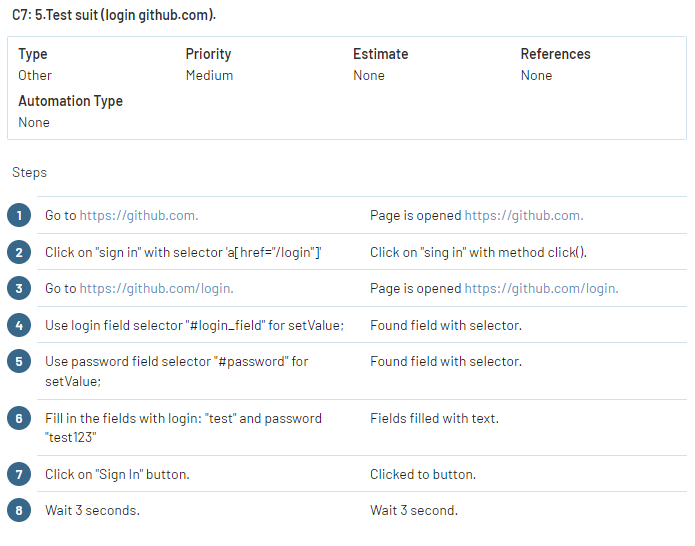 C7: 5.Test suit (login github.com).
Type Priority Estimate References
Other Medium None None
Automation Type
None
Steps
1 Go to https://github.com. Page is opened https://github.com.
2 Click on "sign in" with selector 'a[href="/login"]' Click on "sing in" with method click().
3 Go to https://github.com/login. Page is opened https://github.com/login.
4 Use login field selector "#login_field" for setValue; Found field with selector.
5 Use password field selector "#password" for Found field with selector.
setValue;
6 Fill in the fields with login: "test" and password Fields filled with text.
"test123"
7 Click on "Sign In" button. Clicked to button.
8 Wait 3 seconds. Wait 3 second.